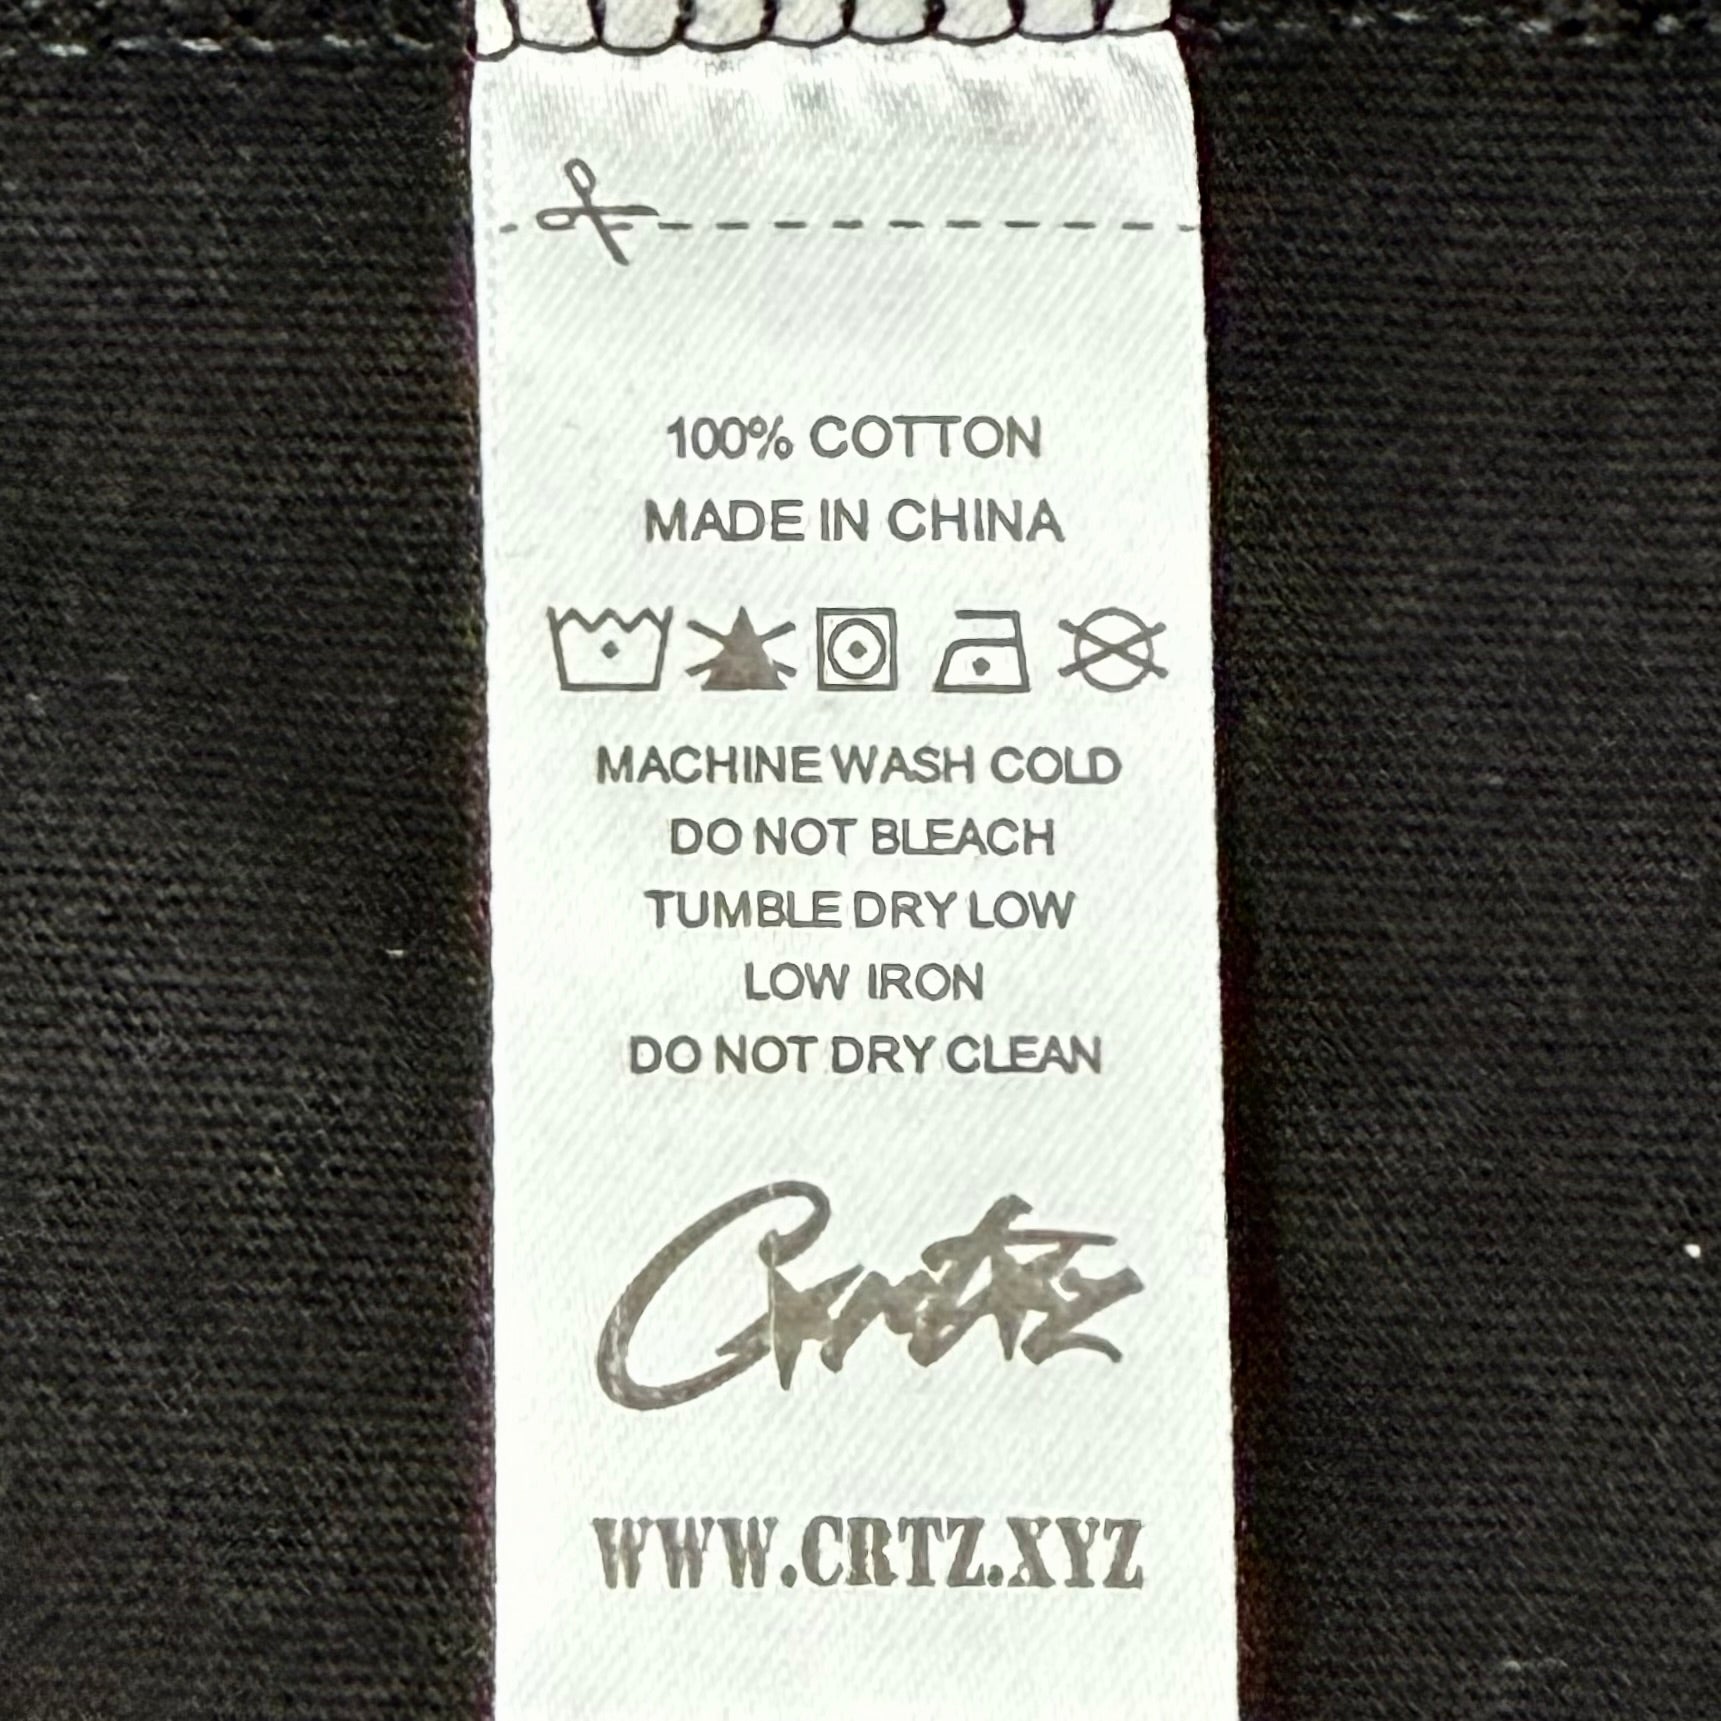 100% COTTON
MADE IN CHINA
MACHINE WASH COLD
DO NOT BLEACH
TUMBLE DRY LOW
LOW IRON
DO NOT DRY CLEAN
WWW.CRTZ.XYZ